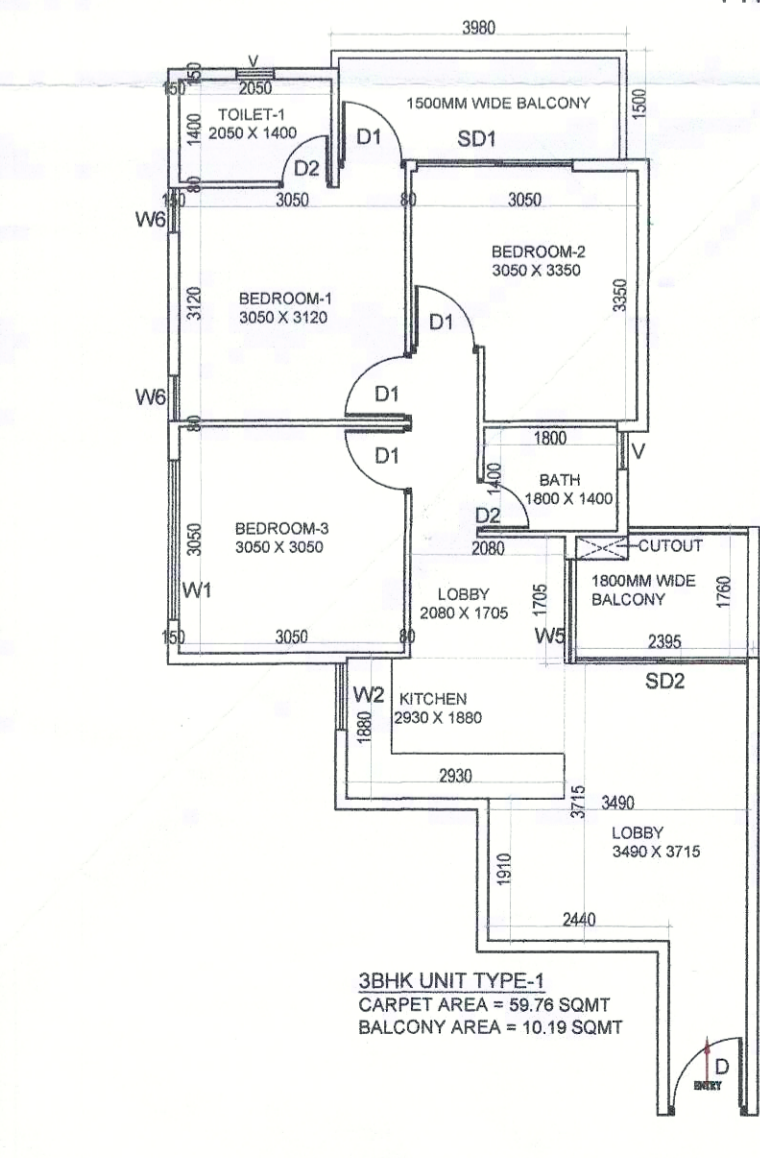 3980
V
150
150
2050
TOILET-1
2050 X 1400
1400
1500MM WIDE BALCONY
1500
D1
SD1
D2
80
150
3050
80
3050
W6
BEDROOM-2
3050 X 3350
3350
BEDROOM-1
3050 X 3120
3120
D1
W6
D1
80
D1
1800
V
1400
BATH
1800 X 1400
D2
BEDROOM-3
3050 X 3050
3050
2080
CUTOUT
1800MM WIDE
BALCONY
1760
W1
LOBBY
2080 X 1705
1705
150
3050
80
W5
2395
SD2
W2
KITCHEN
2930 X 1880
1880
2930
3715
3490
LOBBY
3490 X 3715
1910
2440
3BHK UNIT TYPE-1
CARPET AREA = 59.76 SQMT
BALCONY AREA = 10.19 SQMT
D
ENTRY